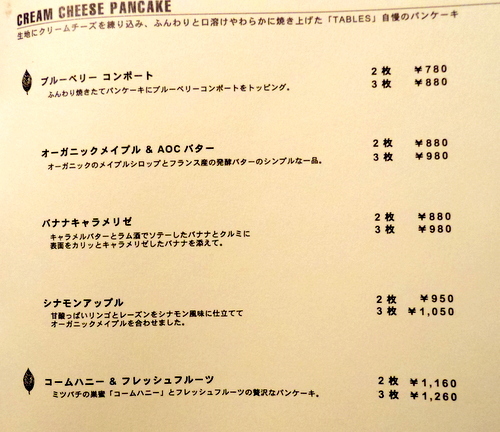 CREAM CHEESE PANCAKE
生地にクリームチーズを練り込み、ふんわりと口溶けやわらかに焼き上げた「TABLES」自慢のパンケーキ
ブルーベリー コンポート 2枚 ￥780
ふんわり焼きたてパンケーキにブルーベリーコンポートをトッピング。 3枚 ￥880
オーガニックメイプル & AOCバター 2枚 ￥880
オーガニックのメイプルシロップとフランス産の発酵バターのシンプルな一品。 3枚 ￥980
バナナキャラメリゼ 2枚 ￥880
キャラメルバターとラム酒でソテーしたバナナとクルミに 3枚 ￥980
表面をカリッとキャラメリゼしたバナナを添えて。
シナモンアップル 2枚 ￥950
甘酸っぱいリンゴとレーズンをシナモン風味に仕立てて 3枚 ￥1,050
オーガニックメイプルを合わせました。
コームハニー & フレッシュフルーツ 2枚 ￥1,160
ミツバチの巣蜜「コームハニー」とフレッシュフルーツの贅沢なパンケーキ。 3枚 ￥1,260